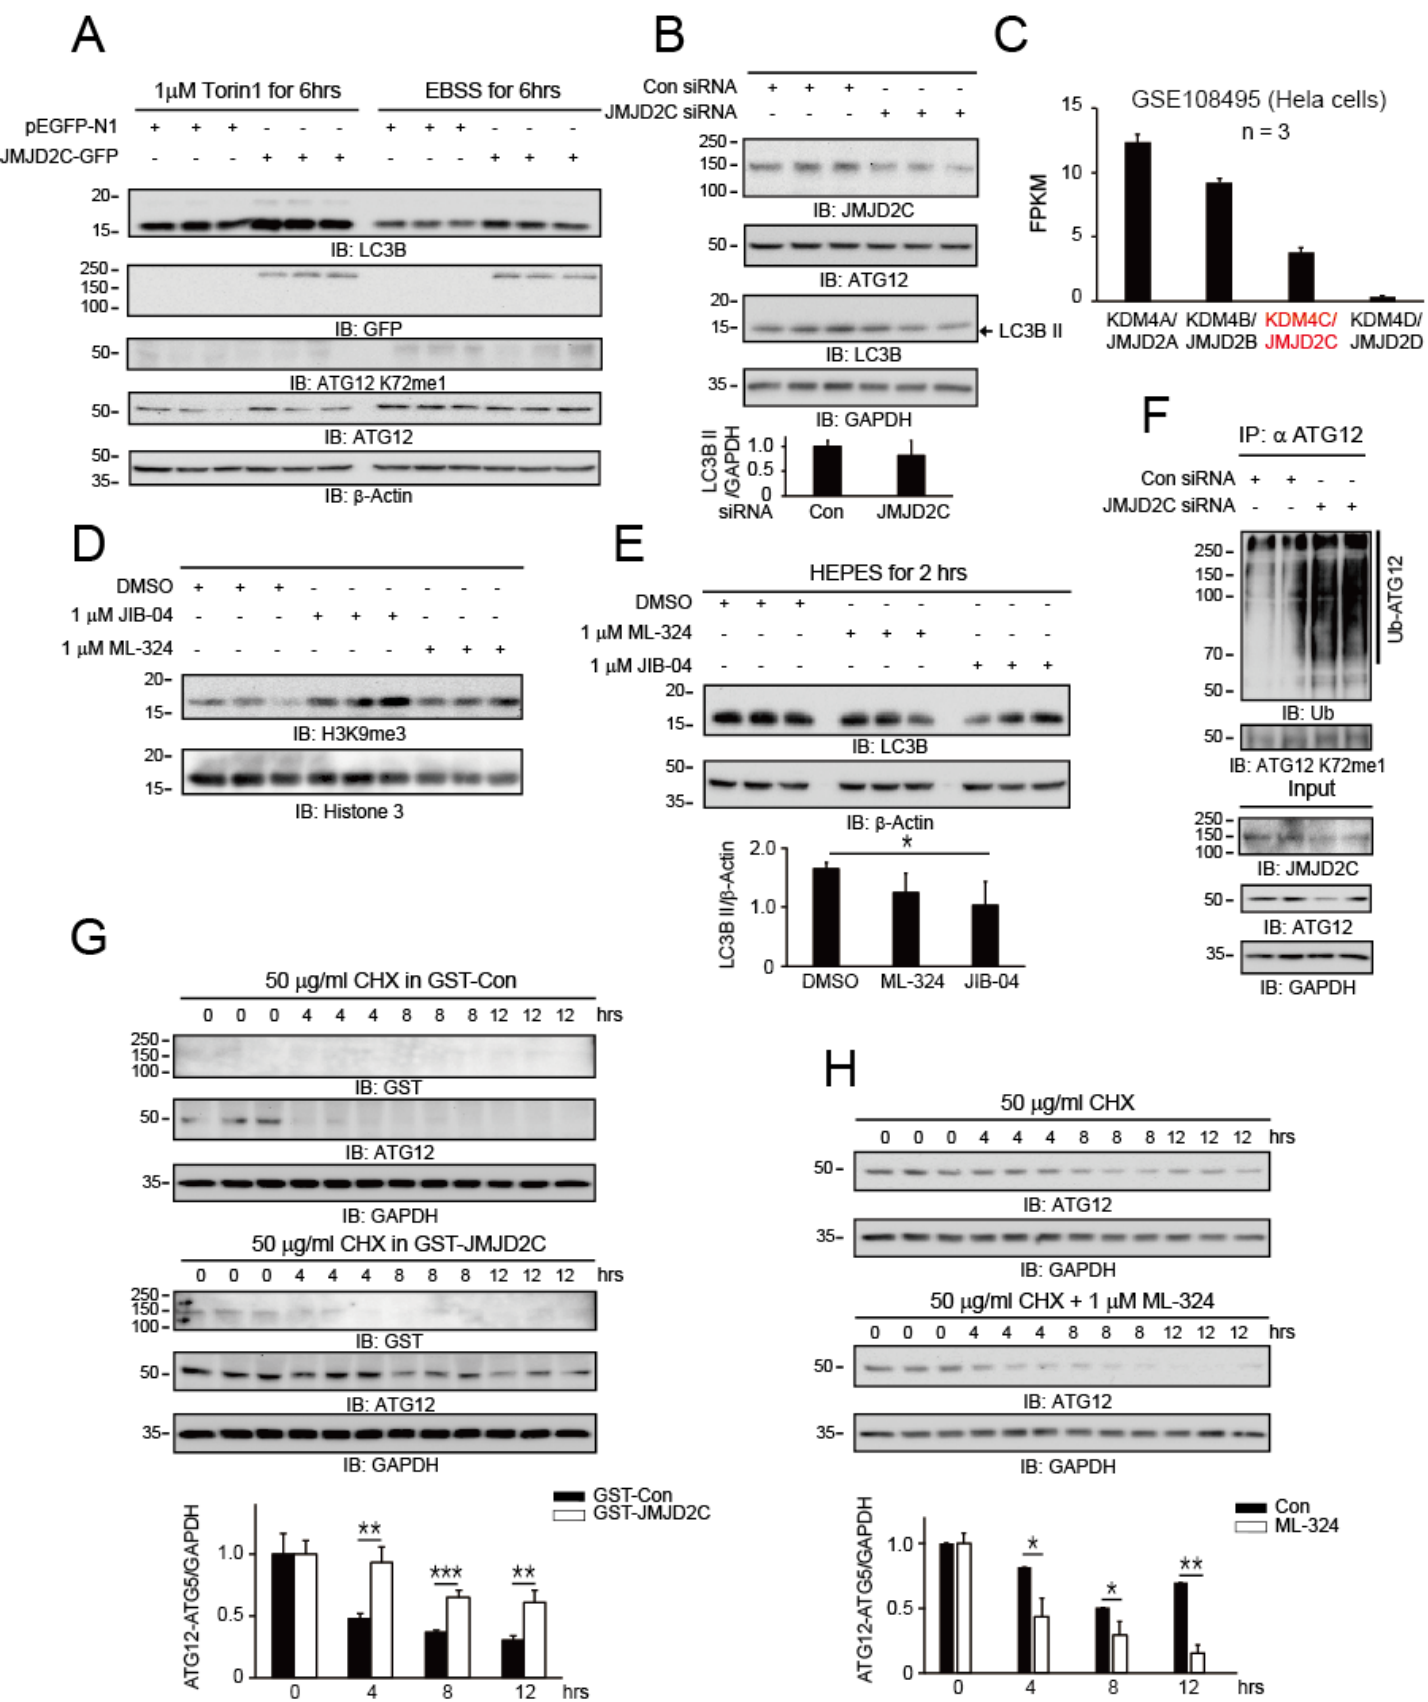 A
1μM Torin1 for 6hrs EBSS for 6hrs
pEGFP-N1 + + + - - - + + + - - -
JMJD2C-GFP - - - + + + - - - + + +
20
15
IB: LC3B
250
150
100
IB: GFP
50
IB: ATG12 K72me1
50
IB: ATG12
50
35
IB: β-Actin
B
Con siRNA + + + - - -
JMJD2C siRNA - - - + + +
250
150
100
IB: JMJD2C
50
IB: ATG12
20
15
LC3B II
IB: LC3B
35
IB: GAPDH
LC3B II
/GAPDH
1.0
0.5
0
siRNA Con JMJD2C
C
GSE108495 (Hela cells)
n = 3
FPKM
15
10
5
0
KDM4A/ KDM4B/ KDM4C/ KDM4D/
JMJD2A JMJD2B JMJD2C JMJD2D
D
DMSO + + + - - - - - -
1 μM JIB-04 - - - + + + - - -
1 μM ML-324 - - - - - - + + +
20
15
IB: H3K9me3
20
15
IB: Histone 3
E
HEPES for 2 hrs
DMSO + + + - - - - - -
1 μM ML-324 - - - + + + - - -
1 μM JIB-04 - - - - - - + + +
20
15
IB: LC3B
50
35
IB: β-Actin
LC3B II/β-Actin
2.0
1.0
0
*
DMSO ML-324 JIB-04
F
IP: α ATG12
Con siRNA + + - -
JMJD2C siRNA - - + +
250
150
100
70
50
Ub-ATG12
IB: Ub
50
IB: ATG12 K72me1
Input
250
150
100
IB: JMJD2C
50
IB: ATG12
35
IB: GAPDH
G
50 μg/ml CHX in GST-Con
0 0 0 4 4 4 8 8 8 12 12 12 hrs
250
150
100
IB: GST
50
IB: ATG12
35
IB: GAPDH
50 μg/ml CHX in GST-JMJD2C
0 0 0 4 4 4 8 8 8 12 12 12 hrs
250
150
100
IB: GST
50
IB: ATG12
35
IB: GAPDH
GST-Con
GST-JMJD2C
ATG12-ATG5/GAPDH
1.0
0.5
0
** *** **
0 4 8 12 hrs
H
50 μg/ml CHX
0 0 0 4 4 4 8 8 8 12 12 12 hrs
50
IB: ATG12
35
IB: GAPDH
50 μg/ml CHX + 1 μM ML-324
0 0 0 4 4 4 8 8 8 12 12 12 hrs
50
IB: ATG12
35
IB: GAPDH
Con
ML-324
ATG12-ATG5/GAPDH
1.0
0.5
0
* * **
0 4 8 12 hrs